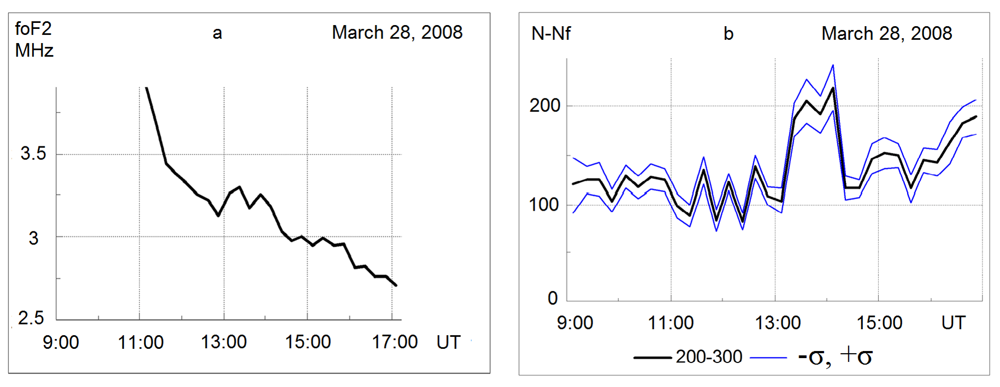 foF2
MHz
a
March 28, 2008
3.5
3
2.5
9:00 11:00 13:00 15:00 17:00 UT
N-Nf
b
March 28, 2008
200
100
0
9:00 11:00 13:00 15:00 UT
200-300 -σ, +σ